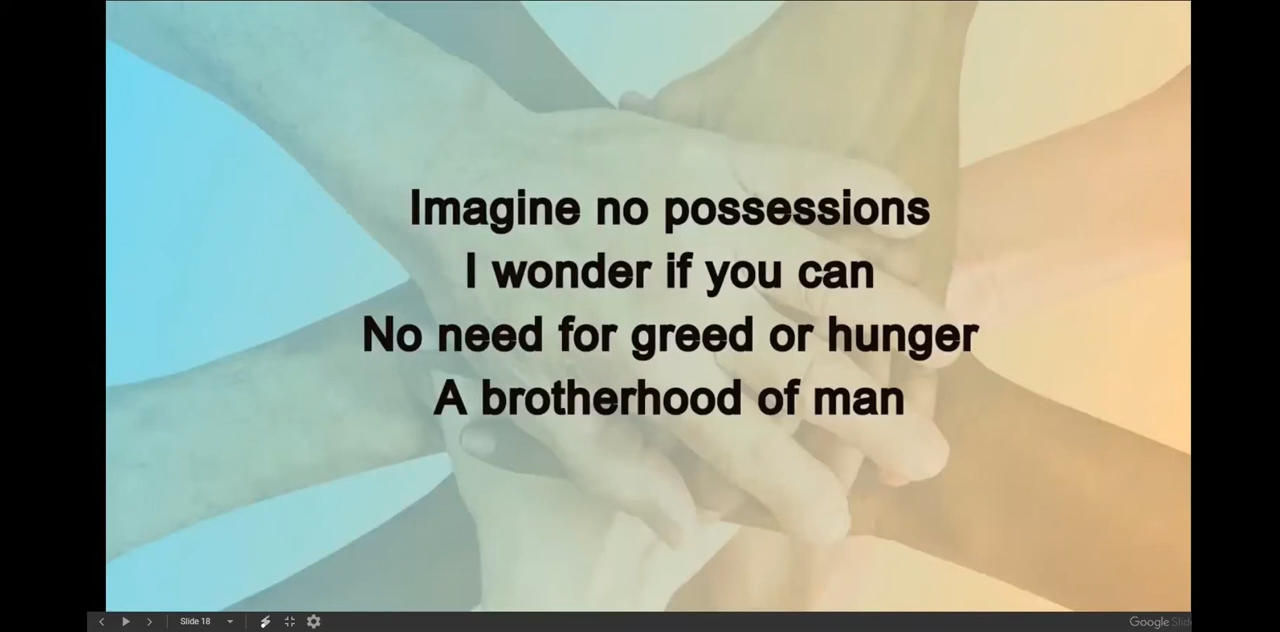 Imagine no possessions
I wonder if you can
No need for greed or hunger
A brotherhood of man
Slide 18
Google Slid